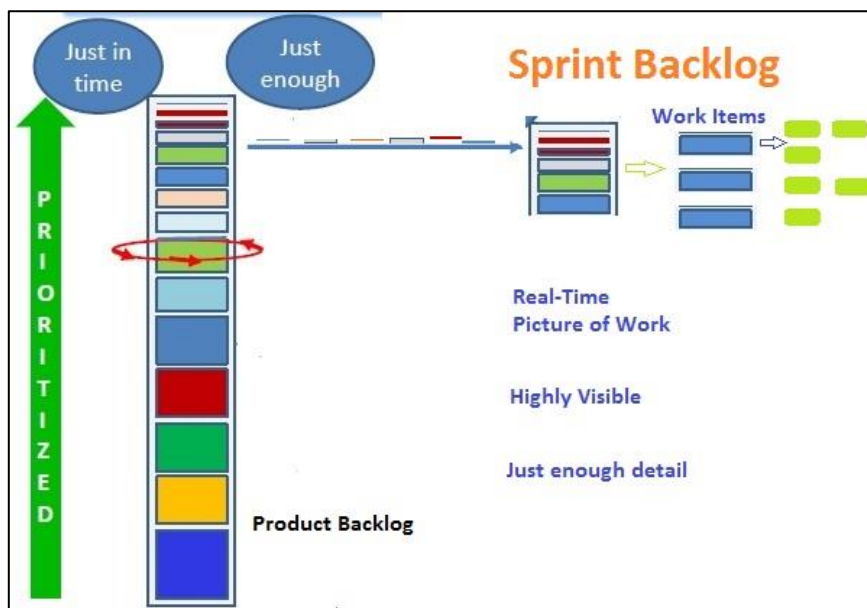 Just in
time
Just
enough
Sprint Backlog
Work Items
PRIORITIZED
Real-Time
Picture of Work
Highly Visible
Just enough detail
Product Backlog